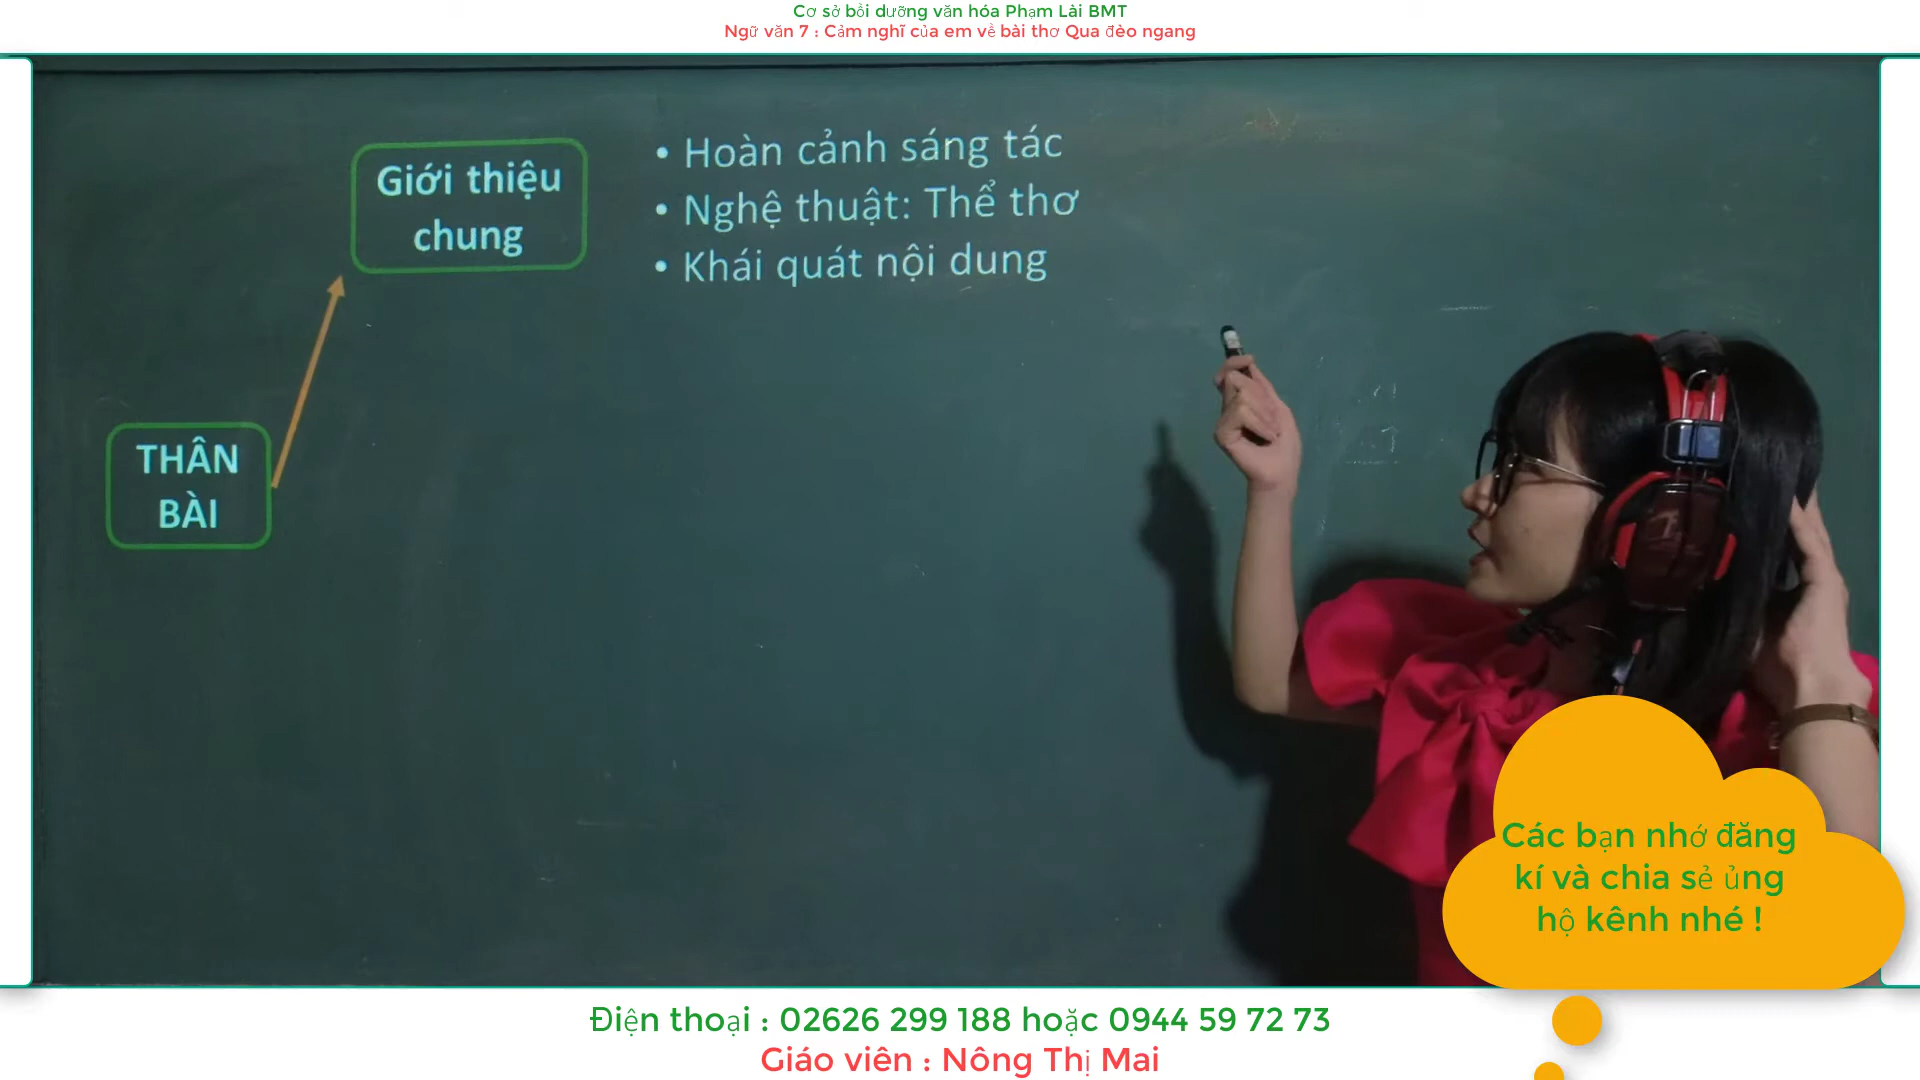 Cơ sở bồi dưỡng văn hóa Phạm Lài BMT
Ngữ văn 7 : Cảm nghĩ của em về bài thơ Qua đèo ngang
Giới thiệu
chung
• Hoàn cảnh sáng tác
• Nghệ thuật: Thể thơ
• Khái quát nội dung
THÂN
BÀI
Các bạn nhớ đăng
kí và chia sẻ ủng
hộ kênh nhé !
Điện thoại : 02626 299 188 hoặc 0944 59 72 73
Giáo viên : Nông Thị Mai